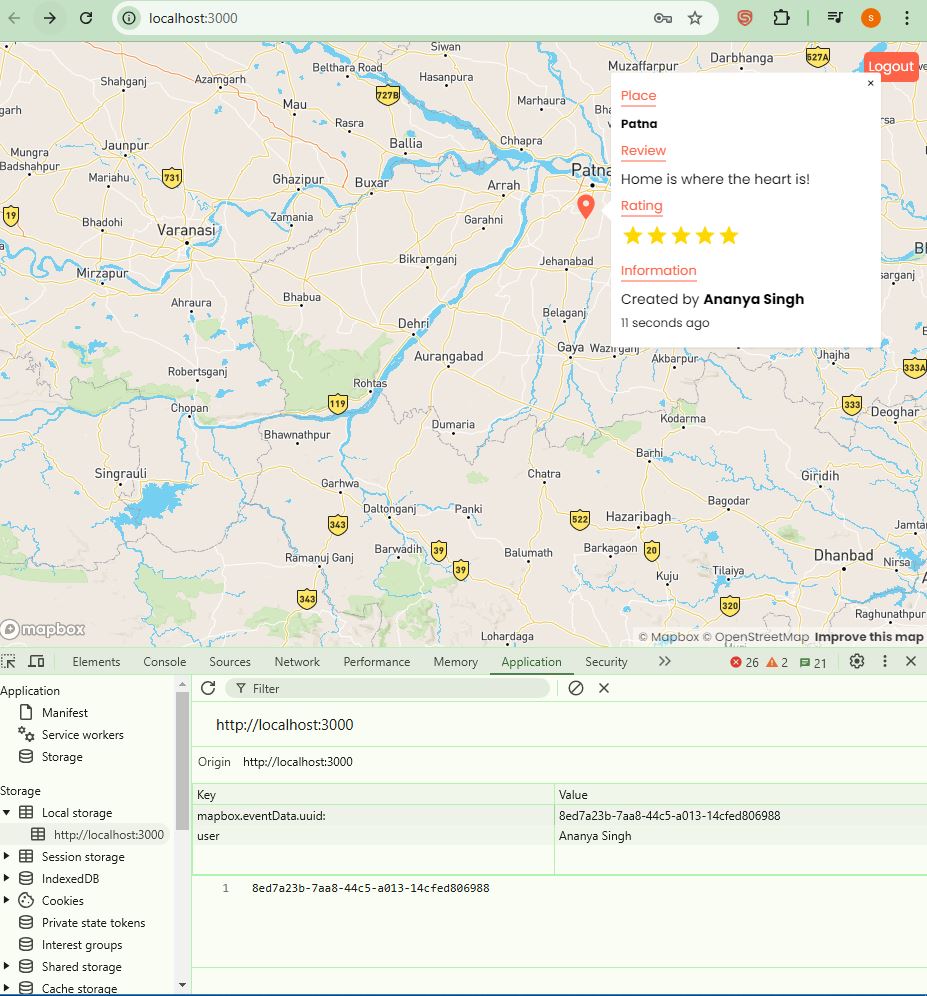 localhost:3000
S
s
Siwan
Belthara Road
Hasanpura
Muzaffarpur
Darbhanga
527A
Logout
Shahganj
Azamgarh
727B
Mau
Marhaura
garh
Rasra
Ballia
Chhapra
Mungra
Badshahpur
Jaunpur
Mariahu
731
Ghazipur
Buxar
Arrah
Patna
19
Bhadohi
Varanasi
Zamania
Garahni
Mirzapur
Bikramganj
Jehanabad
Ahraura
Bhabua
Dehri
Belaganj
Aurangabad
Gaya
Wazirganj
Akbarpur
Jhajha
Robertsganj
Rohtas
333A
Chopan
119
333
Deoghar
Bhawnathpur
Dumaria
Kodarma
Singrauli
Barhi
Giridih
Garhwa
Chatra
Bagodar
Daltonganj
Panki
343
522
Hazaribagh
Jamtar
Barwadih
39
Balumath
Barkagaon
20
Dhanbad
Ramanuj Ganj
39
Kuju
Tilaiya
Nirsa
343
320
Raghunathpur
Lohardaga
×
Place
Patna
Review
Home is where the heart is!
Rating
Information
Created by Ananya Singh
11 seconds ago
mapbox
© Mapbox © OpenStreetMap Improve this map
Elements Console Sources Network Performance Memory Application Security 26 2 21
Application
Manifest
Service workers
Storage
Storage
Local storage
http://localhost:3000
Session storage
IndexedDB
Cookies
Private state tokens
Interest groups
Shared storage
Cache storage
Filter
http://localhost:3000
Origin http://localhost:3000
Key Value
mapbox.eventData.uuid: 8ed7a23b-7aa8-44c5-a013-14cfed806988
user Ananya Singh
1 8ed7a23b-7aa8-44c5-a013-14cfed806988